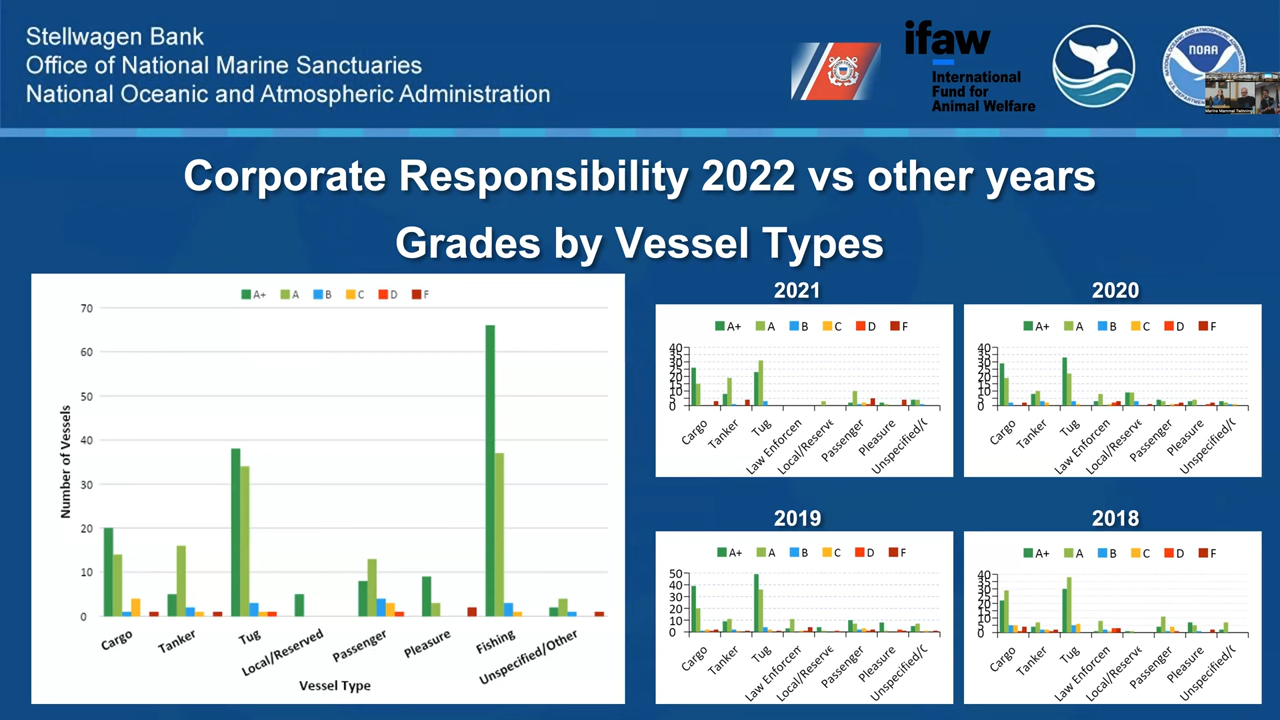 Stellwagen Bank
Office of National Marine Sanctuaries
National Oceanic and Atmospheric Administration
ifaw
International
Fund for
Animal Welfare
NOAA
Corporate Responsibility 2022 vs other years
Grades by Vessel Types
A+ A B C D F
70
60
50
40
30
20
10
0
Number of Vessels
Cargo Tanker Tug Local/Reserved Passenger Pleasure Fishing Unspecified/Other
Vessel Type
2021
A+ A B C D F
40
35
30
25
20
15
10
5
0
Cargo Tanker Tug Law Enforcen Local/Reserve Passenger Pleasure Unspecified/(
2020
A+ A B C D F
40
35
30
25
20
15
10
5
0
Cargo Tanker Tug Law Enforcen Local/Reserve Passenger Pleasure Unspecified/(
2019
A+ A B C D F
50
40
30
20
10
0
Cargo Tanker Tug Law Enforcen Local/Reserve Passenger Pleasure Unspecified/(
2018
A+ A B C D F
40
35
30
25
20
15
10
5
0
Cargo Tanker Tug Law Enforcen Local/Reserve Passenger Pleasure Unspecified/(